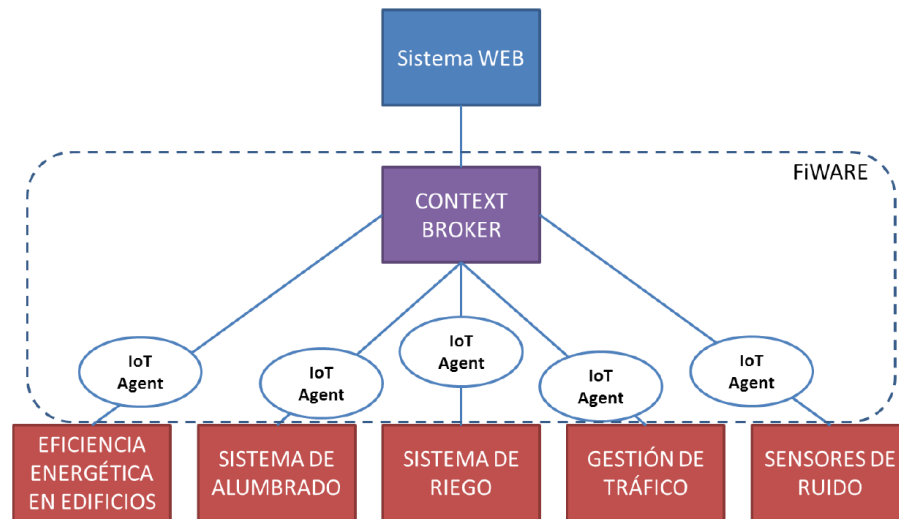 Sistema WEB
FiWARE
CONTEXT
BROKER
IoT
Agent
IoT
Agent
IoT
Agent
IoT
Agent
IoT
Agent
EFICIENCIA
ENERGÉTICA
EN EDIFICIOS
SISTEMA DE
ALUMBRADO
SISTEMA DE
RIEGO
GESTIÓN DE
TRÁFICO
SENSORES DE
RUIDO